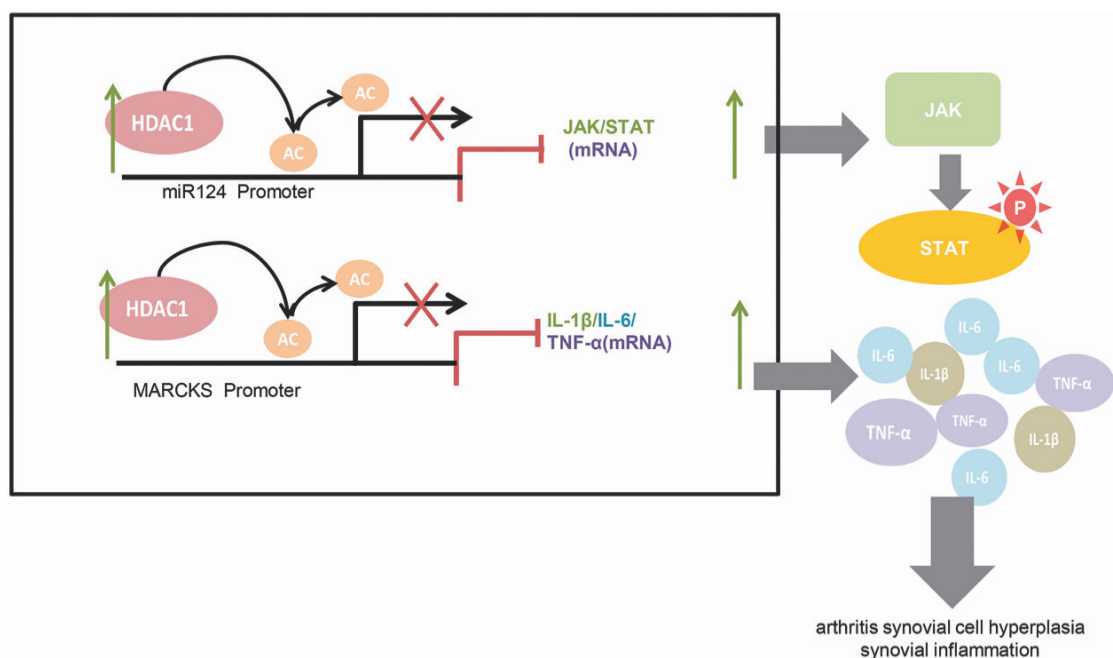 HDAC1
AC
AC
JAK/STAT
(mRNA)
miR124 Promoter
JAK
P
STAT
HDAC1
AC
AC
IL-1β/IL-6/
TNF-α(mRNA)
MARCKS Promoter
IL-6
IL-6
IL-1β
IL-6
TNF-α
TNF-α
TNF-α
IL-1β
IL-6
arthritis synovial cell hyperplasia
synovial inflammation